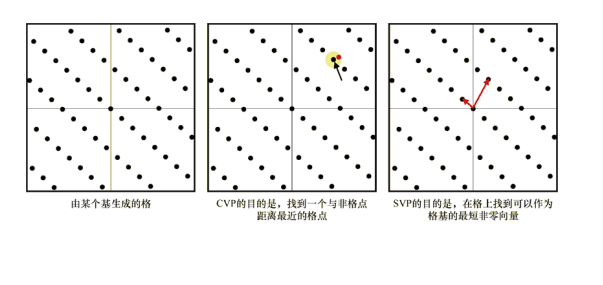 由某个基生成的格
CVP的目的是，找到一个与非格点
距离最近的格点
SVP的目的是，在格上找到可以作为
格基的最短非零向量